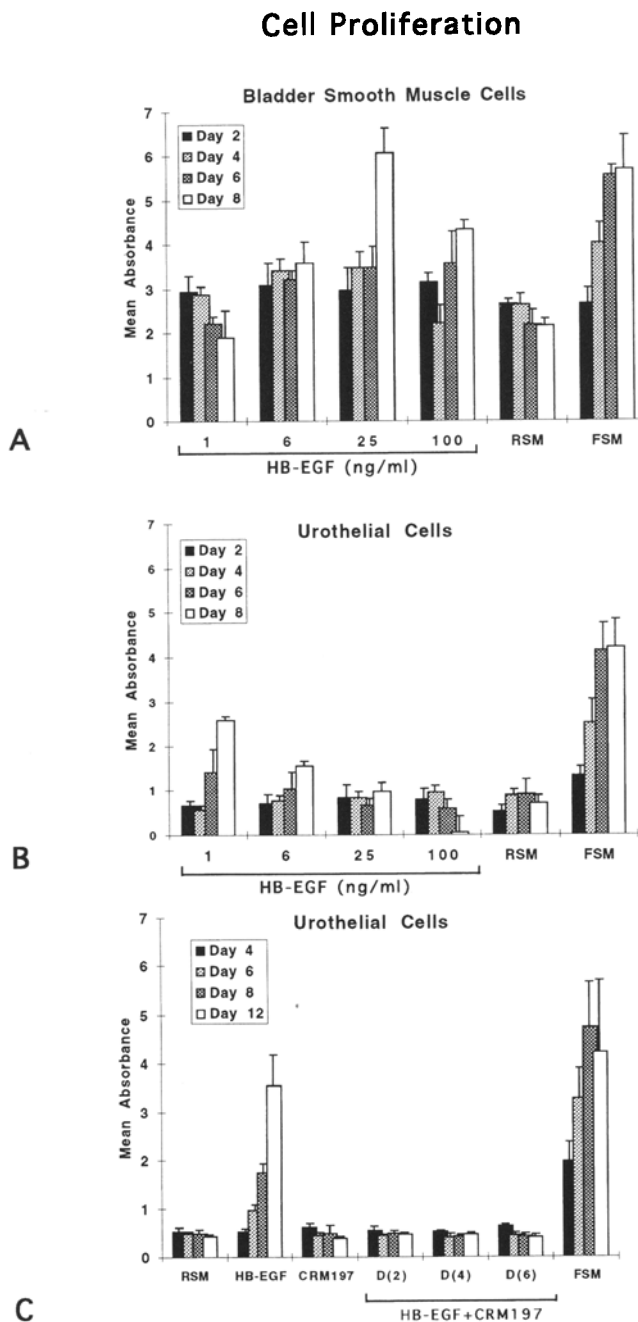 Cell Proliferation
Bladder Smooth Muscle Cells
7
6
5
4
3
2
1
0
Mean Absorbance
Day 2
Day 4
Day 6
Day 8
1 6 25 100 RSM FSM
HB-EGF (ng/ml)
A
Urothelial Cells
7
6
5
4
3
2
1
0
Mean Absorbance
Day 2
Day 4
Day 6
Day 8
1 6 25 100 RSM FSM
HB-EGF (ng/ml)
B
Urothelial Cells
7
6
5
4
3
2
1
0
Mean Absorbance
Day 4
Day 6
Day 8
Day 12
RSM HB-EGF CRM197 D(2) D(4) D(6) FSM
HB-EGF+CRM197
C